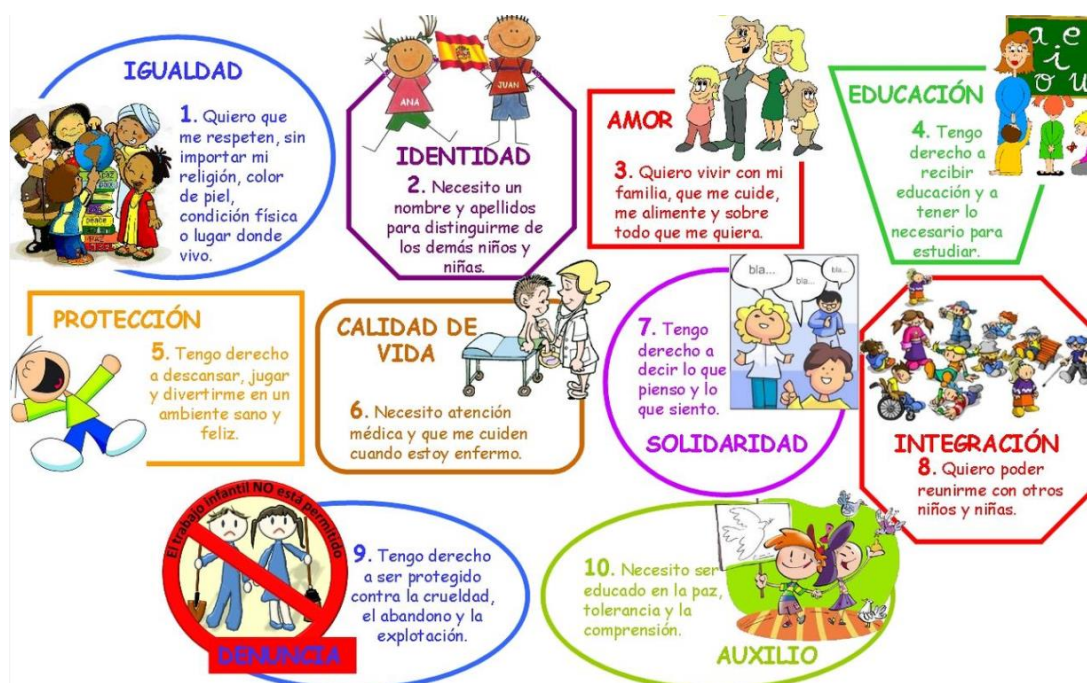 IGUALDAD
1. Quiero que
me respeten, sin
importar mi
religión, color
de piel,
condición física
o lugar donde
vivo.
ANA
JUAN
IDENTIDAD
2. Necesito un
nombre y apellidos
para distinguirme de
los demás niños y
niñas.
AMOR
3. Quiero vivir con mi
familia, que me cuide,
me alimente y sobre
todo que me quiera.
a e
i
o u
EDUCACIÓN
4. Tengo
derecho a
recibir
educación y a
tener lo
necesario para
estudiar.
PROTECCIÓN
5. Tengo derecho
a descansar, jugar
y divertirme en un
ambiente sano y
feliz.
CALIDAD DE
VIDA
6. Necesito atención
médica y que me cuiden
cuando estoy enfermo.
bla...
bla...
bla...
7. Tengo
derecho a
decir lo que
pienso y lo
que siento.
SOLIDARIDAD
INTEGRACIÓN
8. Quiero poder
reunirme con otros
niños y niñas.
El trabajo infantil NO está permitido
9. Tengo derecho
a ser protegido
contra la crueldad,
el abandono y la
explotación.
DENUNCIA
10. Necesito ser
educado en la paz,
tolerancia y la
comprensión.
AUXILIO